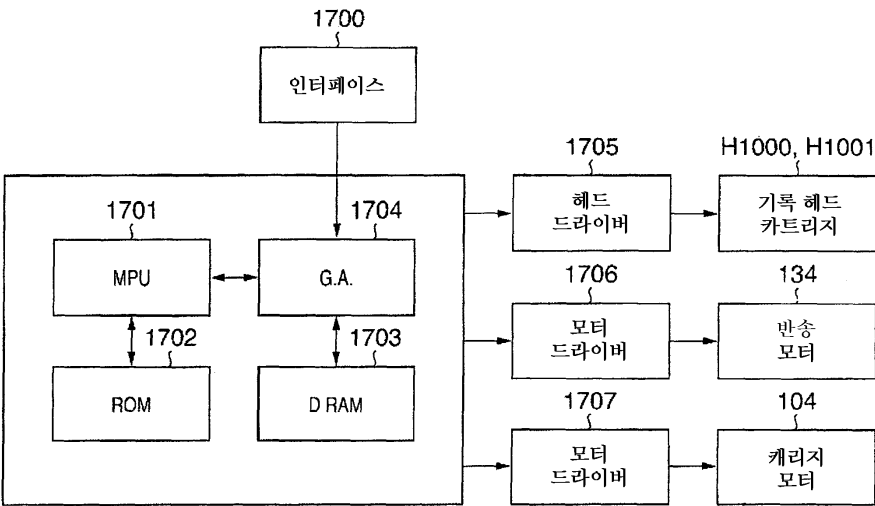 1700
인터페이스
1705
헤드
드라이버
H1000, H1001
기록 헤드
카트리지
1701
MPU
1704
G.A.
1706
모터
드라이버
134
반송
모터
1702
ROM
1703
D RAM
1707
모터
드라이버
104
캐리지
모터